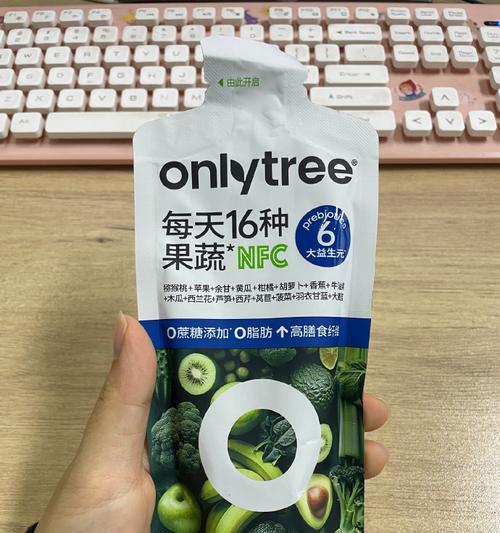 ◀ 由此开启
onlytree®
每天16种
果蔬*NFC
prebiotics
6
大益生元
猕猴桃+苹果+余甘+黄瓜+柑橘+胡萝卜+香蕉+牛油
+木瓜+西兰花+芦笋+西芹+莴苣+菠菜+羽衣甘蓝+大麦
0蔗糖添加 0脂肪 ↑高膳食纤维
Enter
Shift